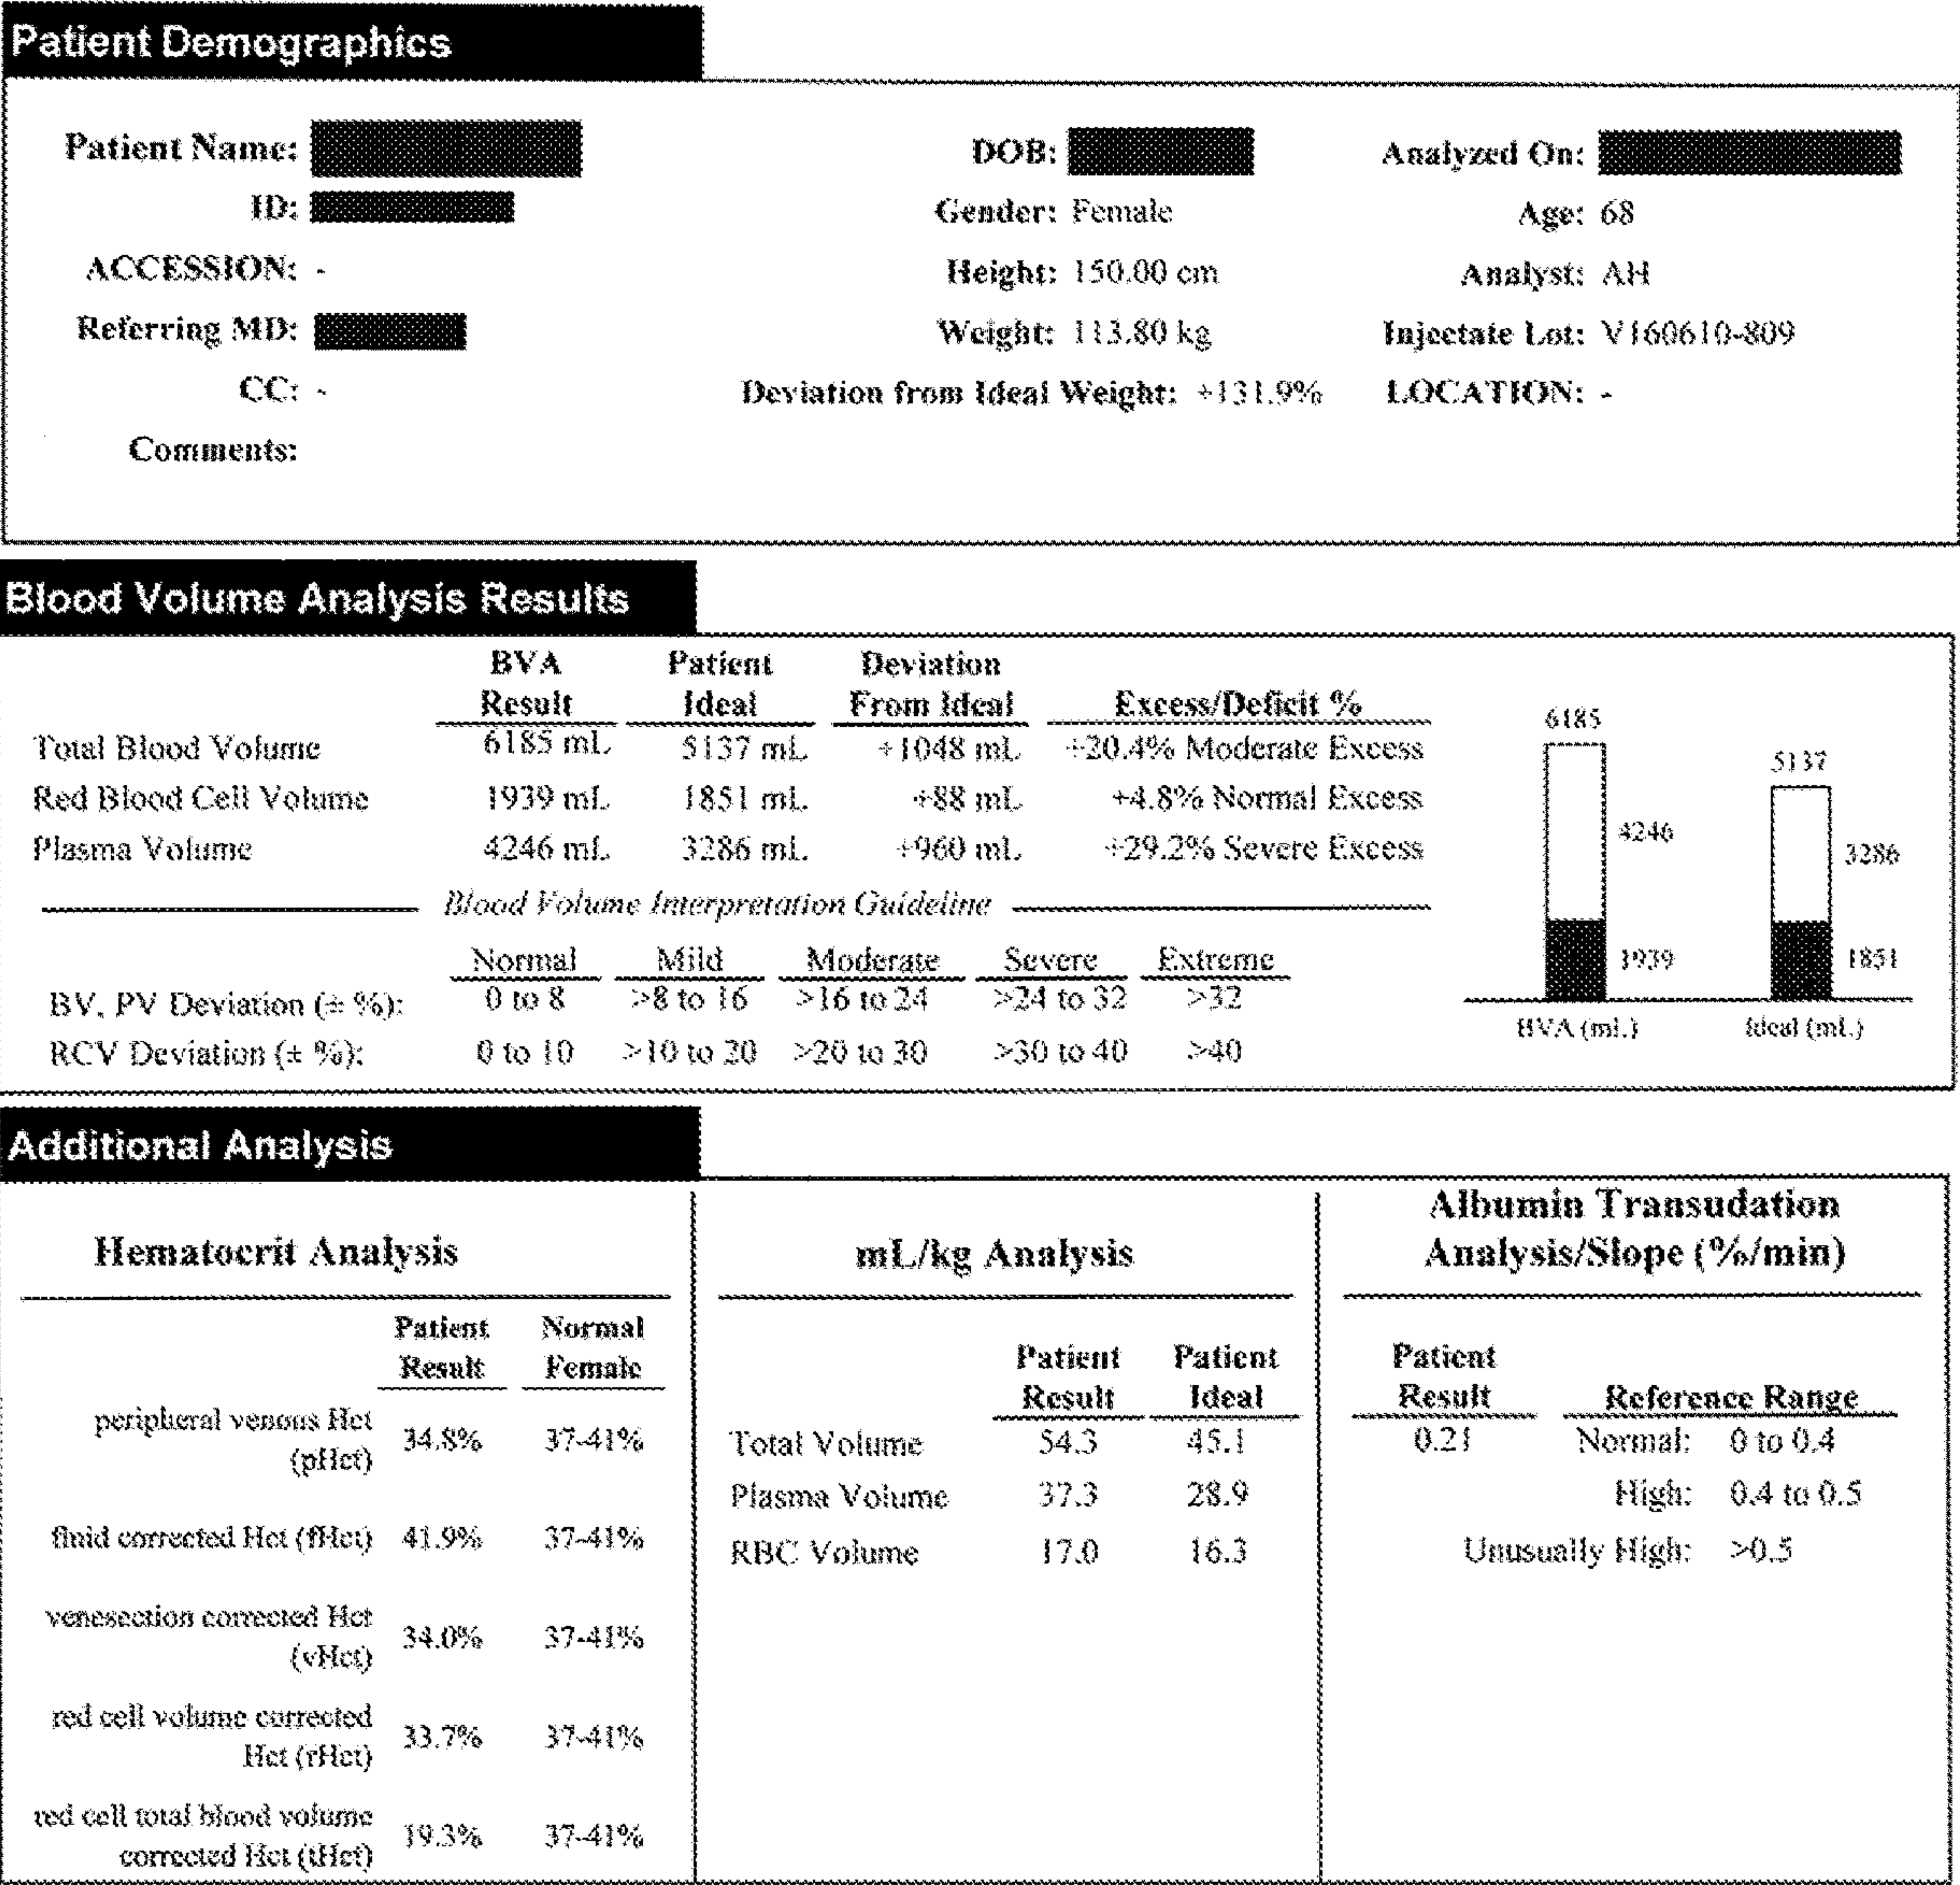 Patient Demographics
Patient Name:
DOB:
Analyzed On:
ID:
Gender: Female
Age: 68
ACCESSION: -
Height: 150.00 cm
Analyst: AH
Referring MD:
Weight: 113.80 kg
Injectate Lot: V160610-809
CC: -
Deviation from Ideal Weight: +131.9%
LOCATION: -
Comments:
Blood Volume Analysis Results
BVA Patient Deviation
Result Ideal From Ideal Excess/Deficit %
Total Blood Volume 6185 mL 5137 mL +1048 mL +20.4% Moderate Excess
Red Blood Cell Volume 1939 mL 1851 mL +88 mL +4.8% Normal Excess
Plasma Volume 4246 mL 3286 mL +960 mL +29.2% Severe Excess
Blood Volume Interpretation Guideline
Normal Mild Moderate Severe Extreme
BV, PV Deviation (± %): 0 to 8 >8 to 16 >16 to 24 >24 to 32 >32
RCV Deviation (± %): 0 to 10 >10 to 20 >20 to 30 >30 to 40 >40
6185
5137
4246
3286
1939
1851
BVA (mL)
Ideal (mL)
Additional Analysis
Hematocrit Analysis
Patient Normal
Result Female
peripheral venous Hct
(pHct) 34.8% 37-41%
fluid corrected Hct (fHct) 41.9% 37-41%
venesection corrected Hct
(vHct) 34.0% 37-41%
red cell volume corrected
Hct (rHct) 33.7% 37-41%
red cell total blood volume
corrected Hct (tHct) 19.3% 37-41%
mL/kg Analysis
Patient Patient
Result Ideal
Total Volume 54.3 45.1
Plasma Volume 37.3 28.9
RBC Volume 17.0 16.3
Albumin Transudation
Analysis/Slope (%/min)
Patient
Result Reference Range
0.21 Normal: 0 to 0.4
High: 0.4 to 0.5
Unusually High: >0.5